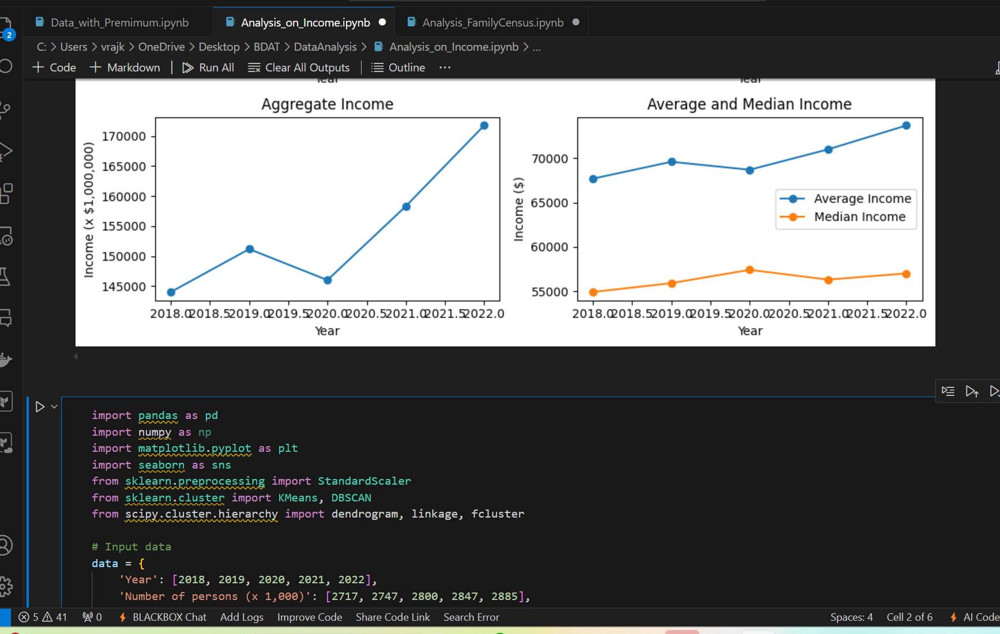 Data_with_Premimum.ipynb
Analysis_on_Income.ipynb
Analysis_FamilyCensus.ipynb
2
C: > Users > vrajk > OneDrive > Desktop > BDAT > DataAnalysis > Analysis_on_Income.ipynb > ...
+ Code + Markdown | Run All Clear All Outputs | Outline ...
Year Year
Aggregate Income
170000
165000
160000
155000
150000
145000
Income (x $1,000,000)
2018.0 2018.5 2019.0 2019.5 2020.0 2020.5 2021.0 2021.5 2022.0
Year
Average and Median Income
70000
65000
60000
55000
Income ($)
Average Income
Median Income
2018.0 2018.5 2019.0 2019.5 2020.0 2020.5 2021.0 2021.5 2022.0
Year
import pandas as pd
import numpy as np
import matplotlib.pyplot as plt
import seaborn as sns
from sklearn.preprocessing import StandardScaler
from sklearn.cluster import KMeans, DBSCAN
from scipy.cluster.hierarchy import dendrogram, linkage, fcluster
# Input data
data = {
'Year': [2018, 2019, 2020, 2021, 2022],
'Number of persons (x 1,000)': [2717, 2747, 2800, 2847, 2885],
5 41 0 BLACKBOX Chat Add Logs Improve Code Share Code Link Search Error Spaces: 4 Cell 2 of 6 AI Code